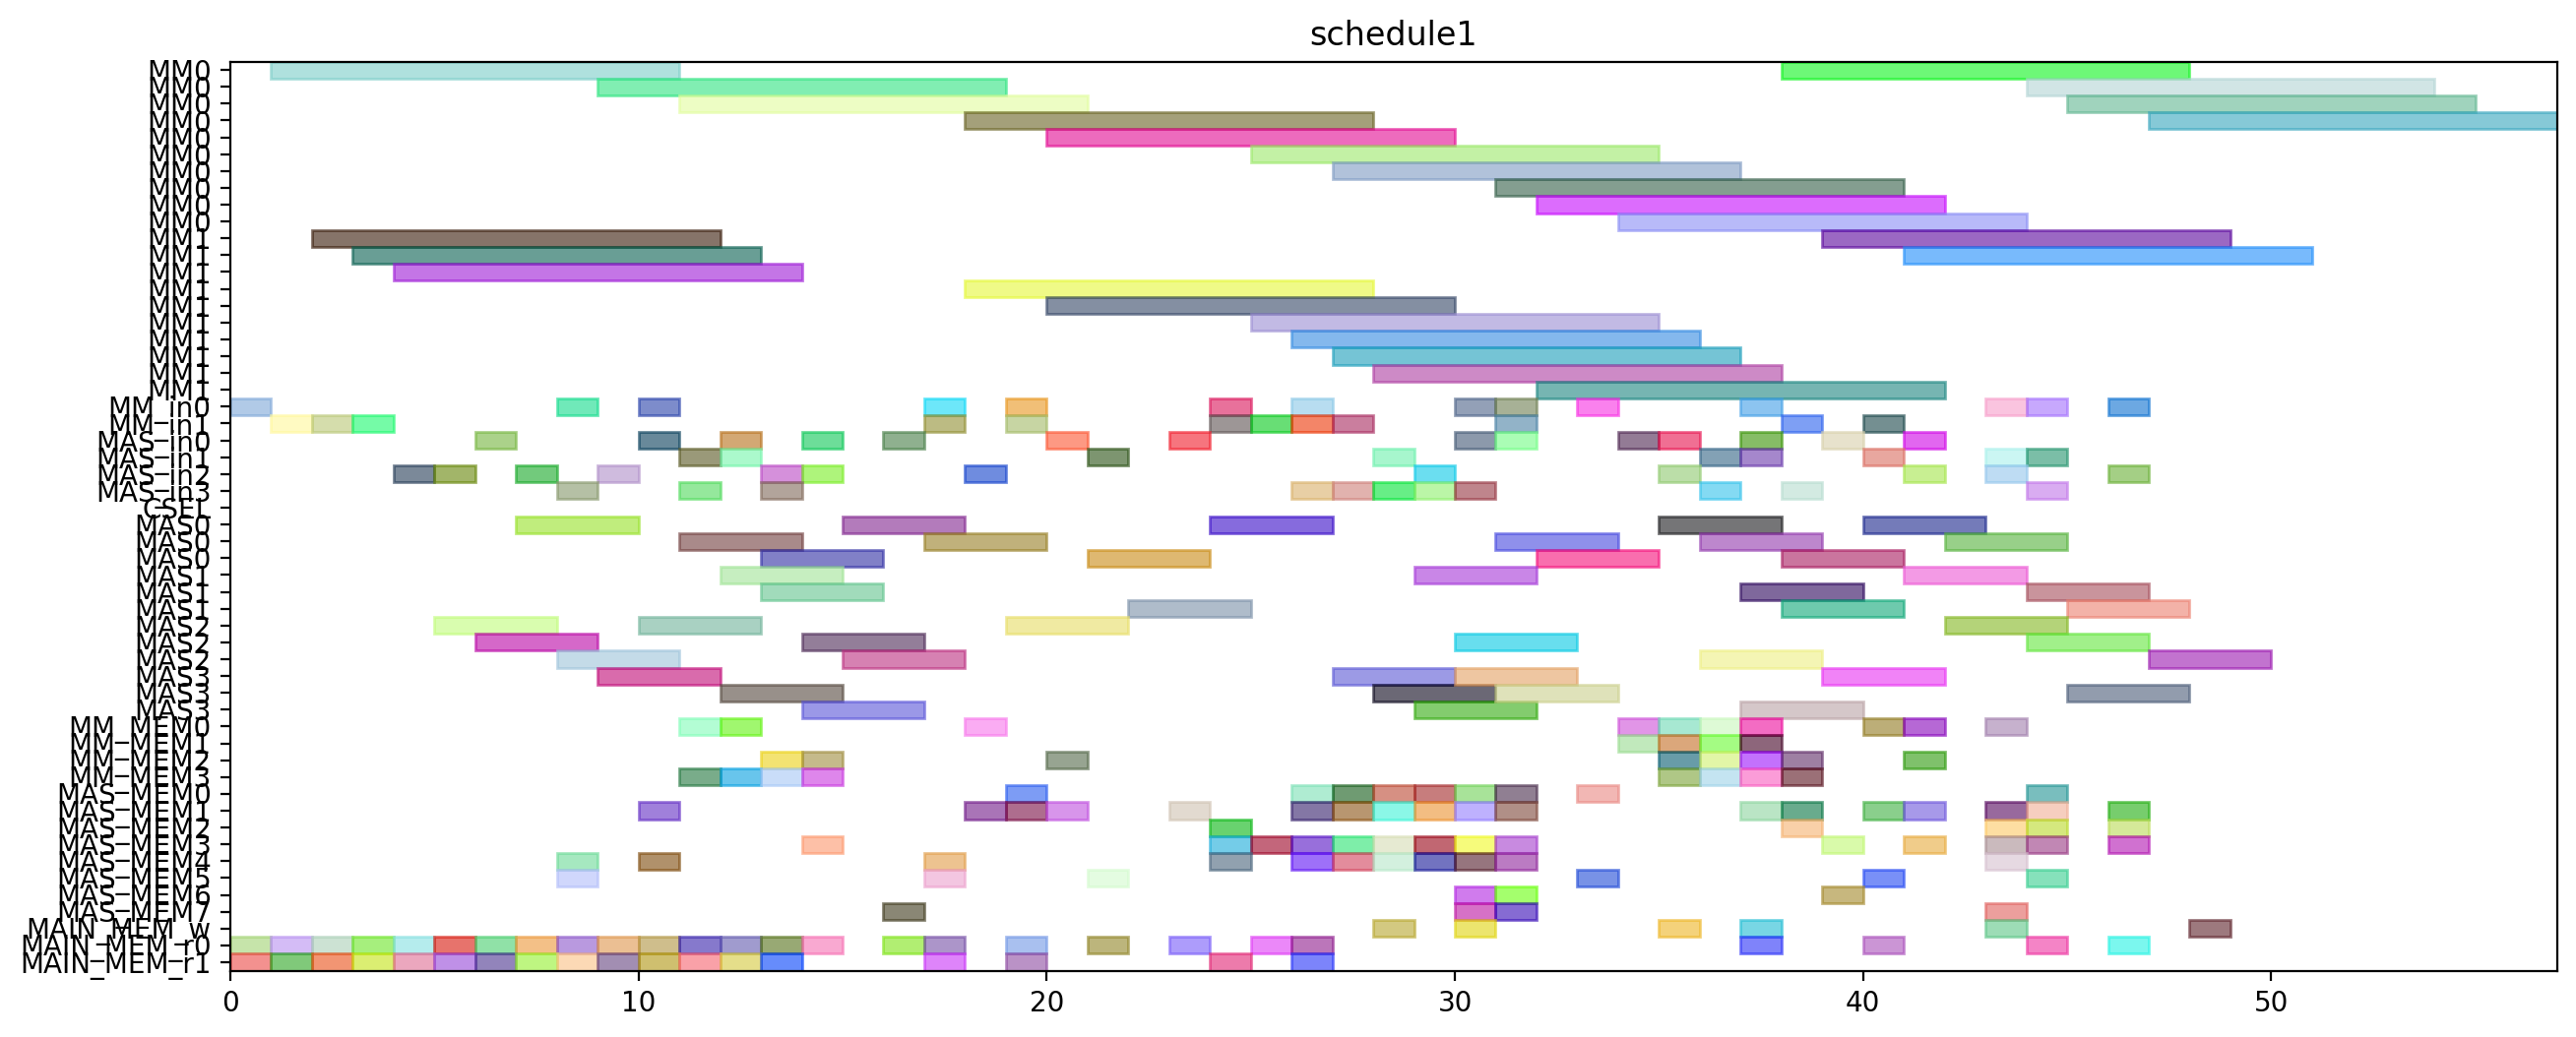 schedule1
MM0
MM0
MM0
MM0
MM0
MM0
MM0
MM0
MM0
MM0
MM1
MM1
MM1
MM1
MM1
MM1
MM1
MM1
MM1
MM1
MM_in0
MM_in1
MAS_in0
MAS_in1
MAS_in2
MAS_in3
CSEL
MAS0
MAS0
MAS0
MAS1
MAS1
MAS1
MAS2
MAS2
MAS2
MAS3
MAS3
MAS3
MM_MEM0
MM_MEM1
MM_MEM2
MM_MEM3
MAS_MEM0
MAS_MEM1
MAS_MEM2
MAS_MEM3
MAS_MEM4
MAS_MEM5
MAS_MEM6
MAS_MEM7
MAIN_MEM_w
MAIN_MEM_r0
MAIN_MEM_r1
0 10 20 30 40 50